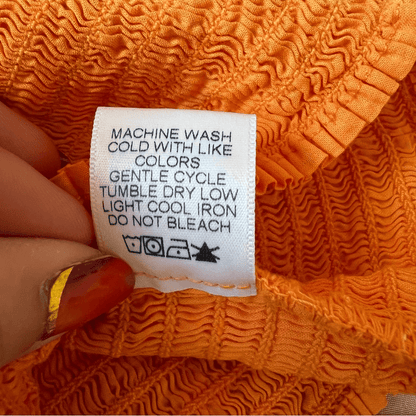 MACHINE WASH
COLD WITH LIKE
COLORS
GENTLE CYCLE
TUMBLE DRY LOW
LIGHT COOL IRON
DO NOT BLEACH